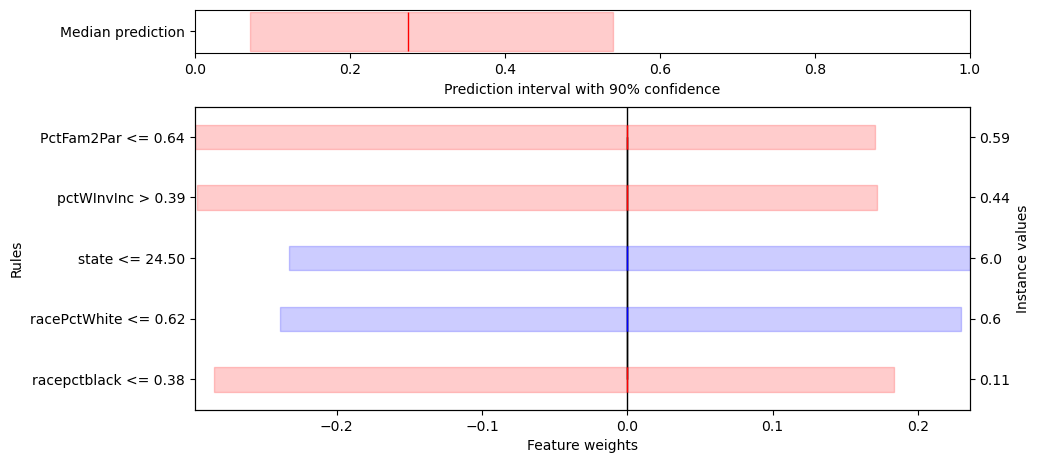 Median prediction
0.0 0.2 0.4 0.6 0.8 1.0
Prediction interval with 90% confidence
Rules
PctFam2Par <= 0.64 0.59
pctWInvInc > 0.39 0.44
state <= 24.50 6.0
racePctWhite <= 0.62 0.6
racepctblack <= 0.38 0.11
Instance values
−0.2 −0.1 0.0 0.1 0.2
Feature weights